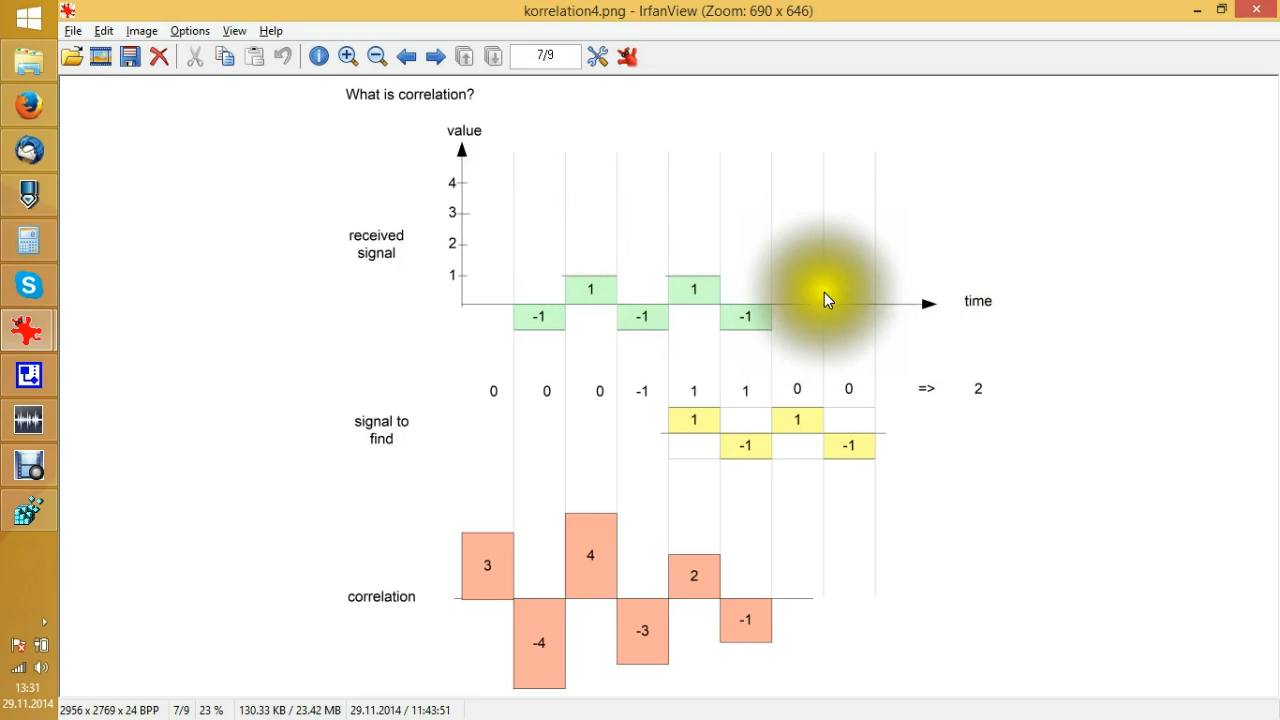 korrelation4.png - IrfanView (Zoom: 690 x 646)
File Edit Image Options View Help
7/9
What is correlation?
value
4
3
2
1
received
signal
1 1
-1 -1 -1
time
0 0 0 -1 1 1 0 0 => 2
signal to
find
1 1
-1 -1
correlation
3 4 2
-4 -3 -1
13:31
29.11.2014
2956 x 2769 x 24 BPP 7/9 23 % 130.33 KB / 23.42 MB 29.11.2014 / 11:43:51